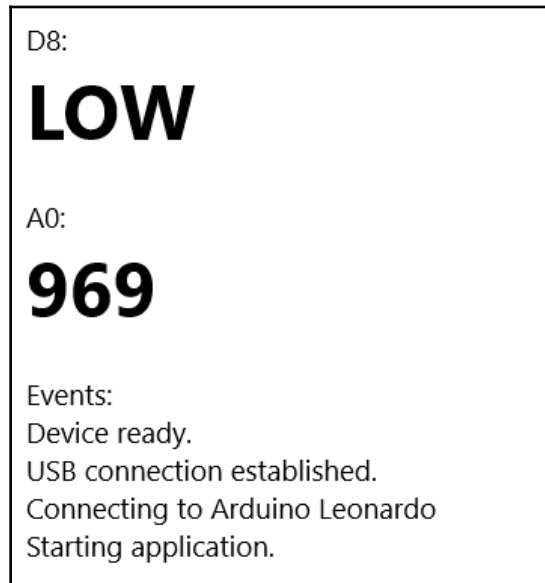 D8:
LOW
A0:
969
Events:
Device ready.
USB connection established.
Connecting to Arduino Leonardo
Starting application.